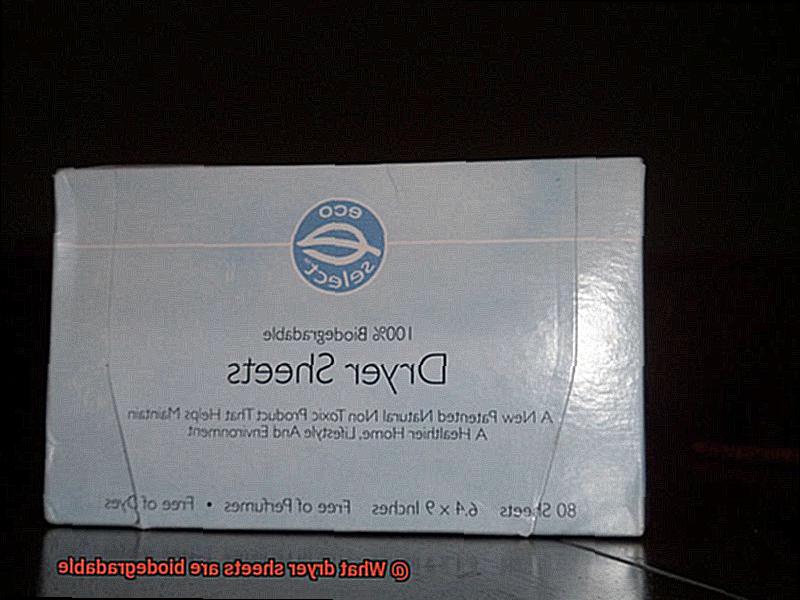 eco
select™
100% Biodegradable
Dryer Sheets
A New Patented Natural Non Toxic Product That Helps Maintain
A Healthier Home, Lifestyle And Environment
80 Sheets 6.4 x 9 Inches Free of Perfumes • Free of Dyes
@ What dryer sheets are biodegradable